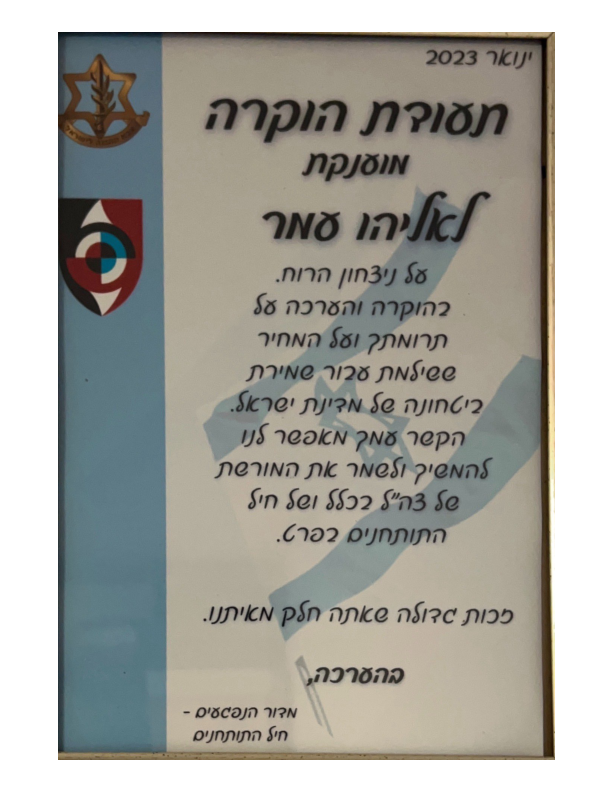 ינואר 2023
תעודת הוקרה
מוענקת
לאליהו עמר
על ניצחון הרוח.
בהוקרה והערכה על
תרומתך ועל המחיר
ששילמת עבור שמירת
ביטחונה של מדינת ישראל.
הקשר עמך מאפשר לנו
להמשיך ולשמר את המורשת
של צה"ל בכלל ושל חיל
התותחנים בפרט.
זכות גדולה שאתה חלק מאיתנו.
בהערכה,
מדור הנפגעים -
חיל התותחנים